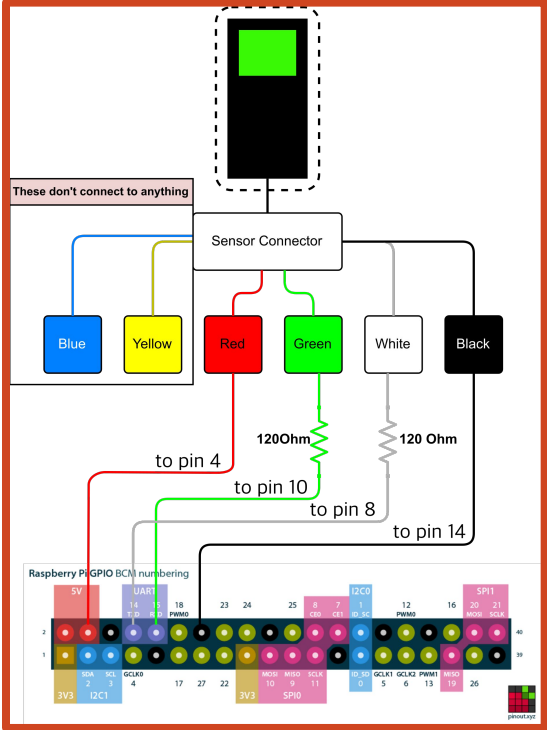 These don't connect to anything
Sensor Connector
Blue
Yellow
Red
Green
White
Black
120Ohm
120 Ohm
to pin 4
to pin 10
to pin 8
to pin 14
Raspberry Pi GPIO BCM numbering
5V
UART
I2C0
SPI1
14 15 18 23 24 25 8 7 1 12 16 20 21
TXD RXD PWM0 CE0 CE1 ID_SC PWM0 MOSI SCLK
2 40
1 39
SDA SCL GCLK0 MOSI MISO SCLK ID_SD GCLK1 GCLK2 PWM1 MISO
2 3 4 17 27 22 10 9 11 0 5 6 13 19 26
3V3 I2C1 3V3 SPI0
pinout.xyz